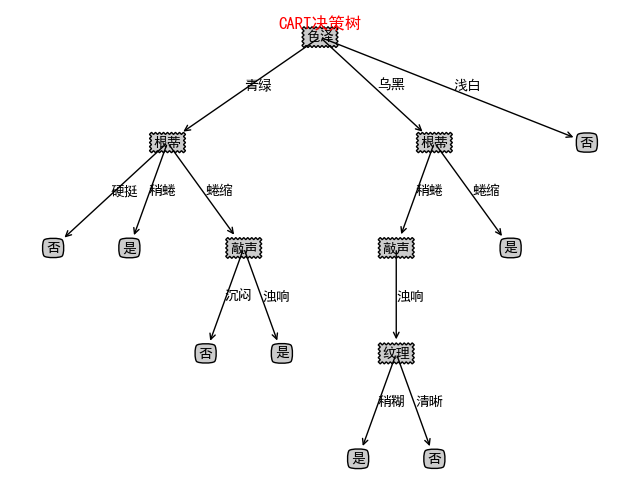 CART决策树
色泽
青绿 乌黑 浅白
根蒂 根蒂 否
硬挺 稍蜷 蜷缩 稍蜷 蜷缩
否 是 敲声 敲声 是
沉闷 浊响 浊响
否 是 纹理
稍糊 清晰
是 否